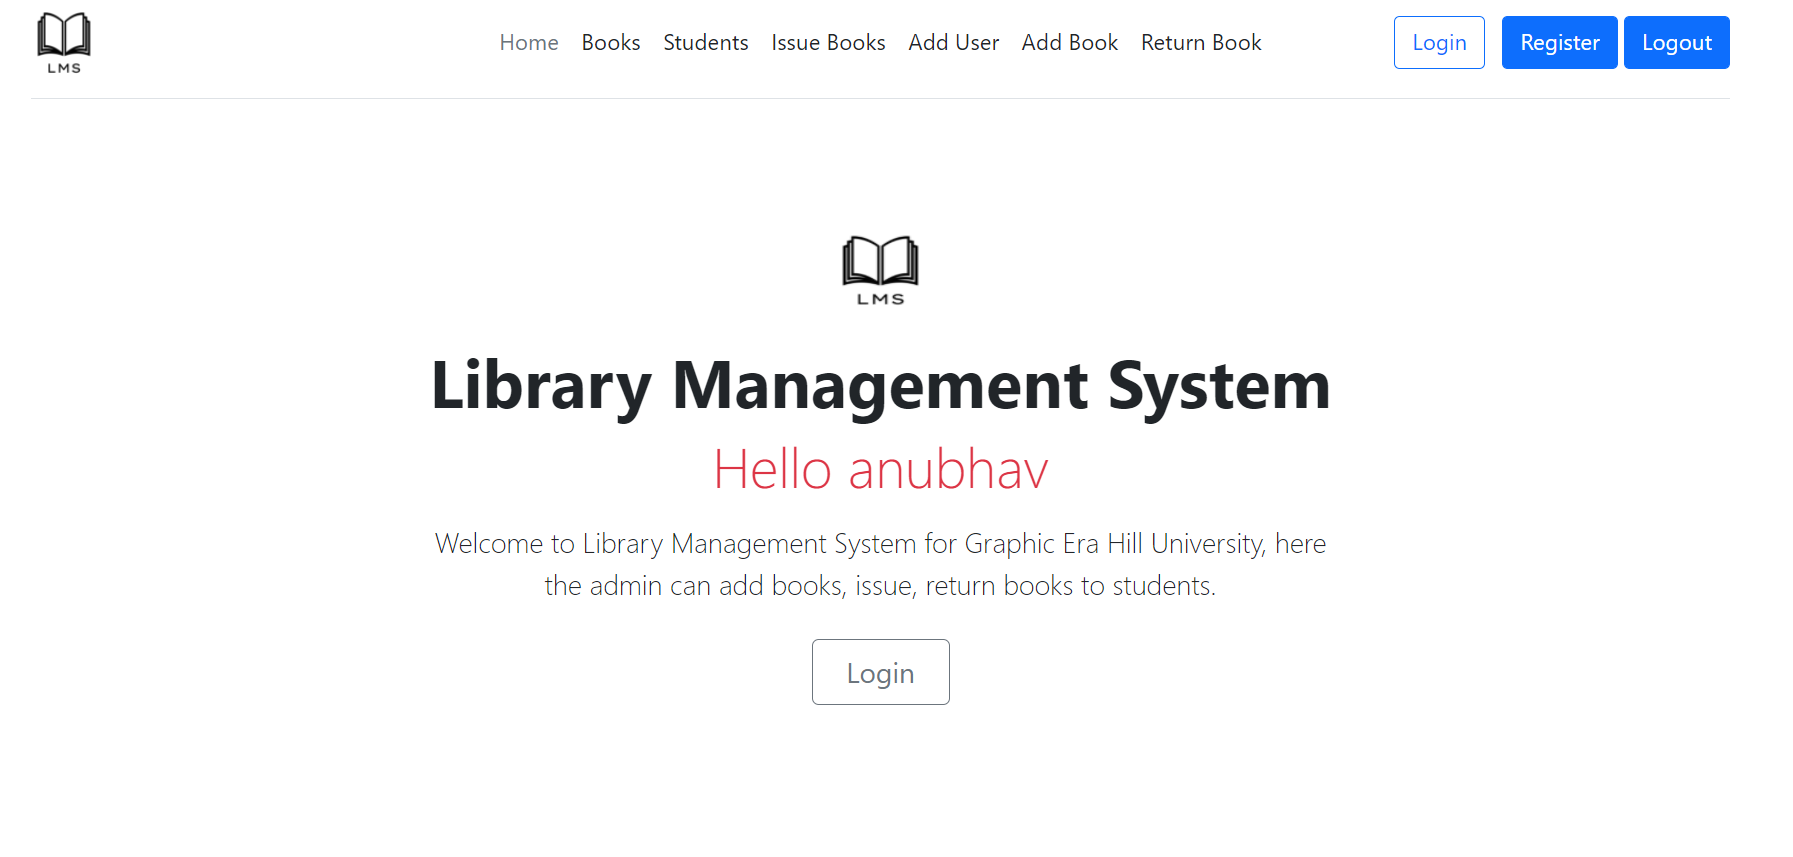 LMS
Home Books Students Issue Books Add User Add Book Return Book Login Register Logout
LMS
Library Management System
Hello anubhav
Welcome to Library Management System for Graphic Era Hill University, here
the admin can add books, issue, return books to students.
Login